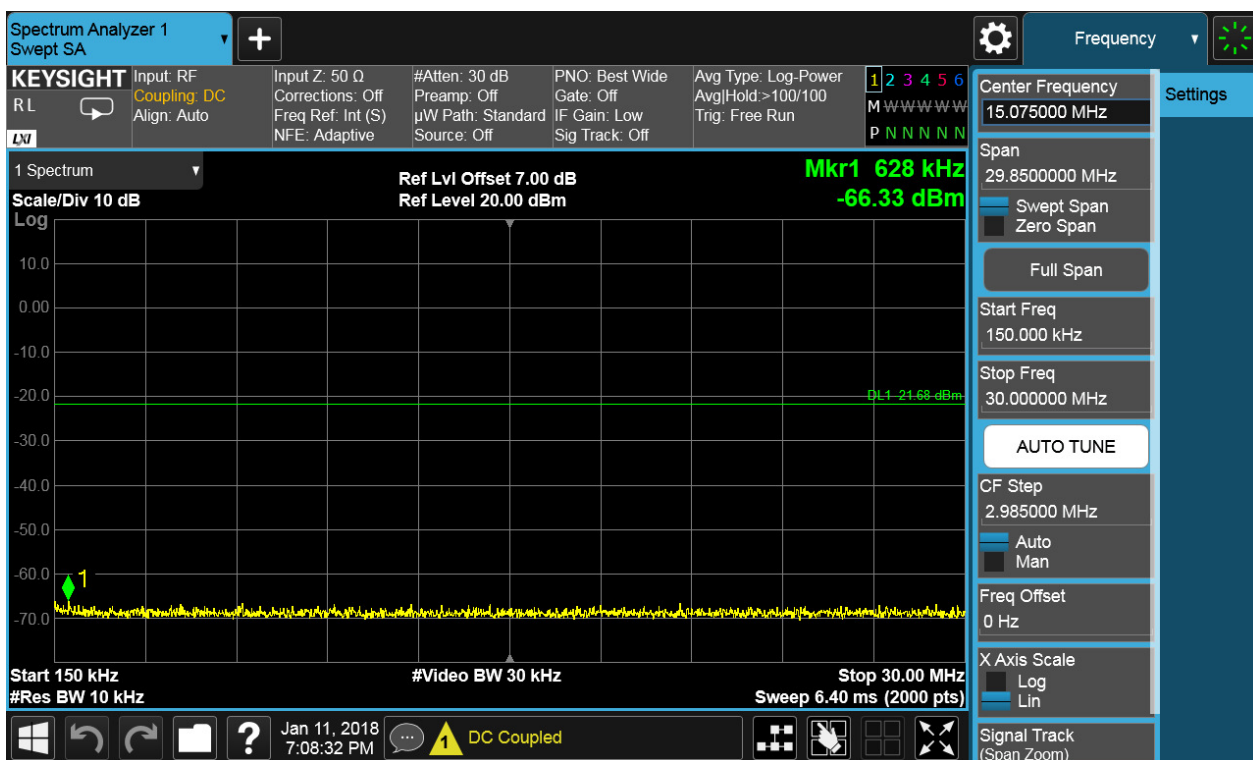 Spectrum Analyzer 1
Swept SA
+
Frequency
KEYSIGHT
R L
LXI
Input: RF
Coupling: DC
Align: Auto
Input Z: 50 Ω
Corrections: Off
Freq Ref: Int (S)
NFE: Adaptive
#Atten: 30 dB
Preamp: Off
µW Path: Standard
Source: Off
PNO: Best Wide
Gate: Off
IF Gain: Low
Sig Track: Off
Avg Type: Log-Power
Avg|Hold:>100/100
Trig: Free Run
1 2 3 4 5 6
M W W W W W
P N N N N N
1 Spectrum
Scale/Div 10 dB
Log
Ref Lvl Offset 7.00 dB
Ref Level 20.00 dBm
Mkr1 628 kHz
-66.33 dBm
10.0
0.00
-10.0
-20.0
DL1 -21.68 dBm
-30.0
-40.0
-50.0
-60.0
1
-70.0
Start 150 kHz
#Res BW 10 kHz
#Video BW 30 kHz
Stop 30.00 MHz
Sweep 6.40 ms (2000 pts)
?
Jan 11, 2018
7:08:32 PM
1
DC Coupled
Center Frequency
15.075000 MHz
Span
29.8500000 MHz
Swept Span
Zero Span
Full Span
Start Freq
150.000 kHz
Stop Freq
30.000000 MHz
AUTO TUNE
CF Step
2.985000 MHz
Auto
Man
Freq Offset
0 Hz
X Axis Scale
Log
Lin
Signal Track
(Span Zoom)
Settings